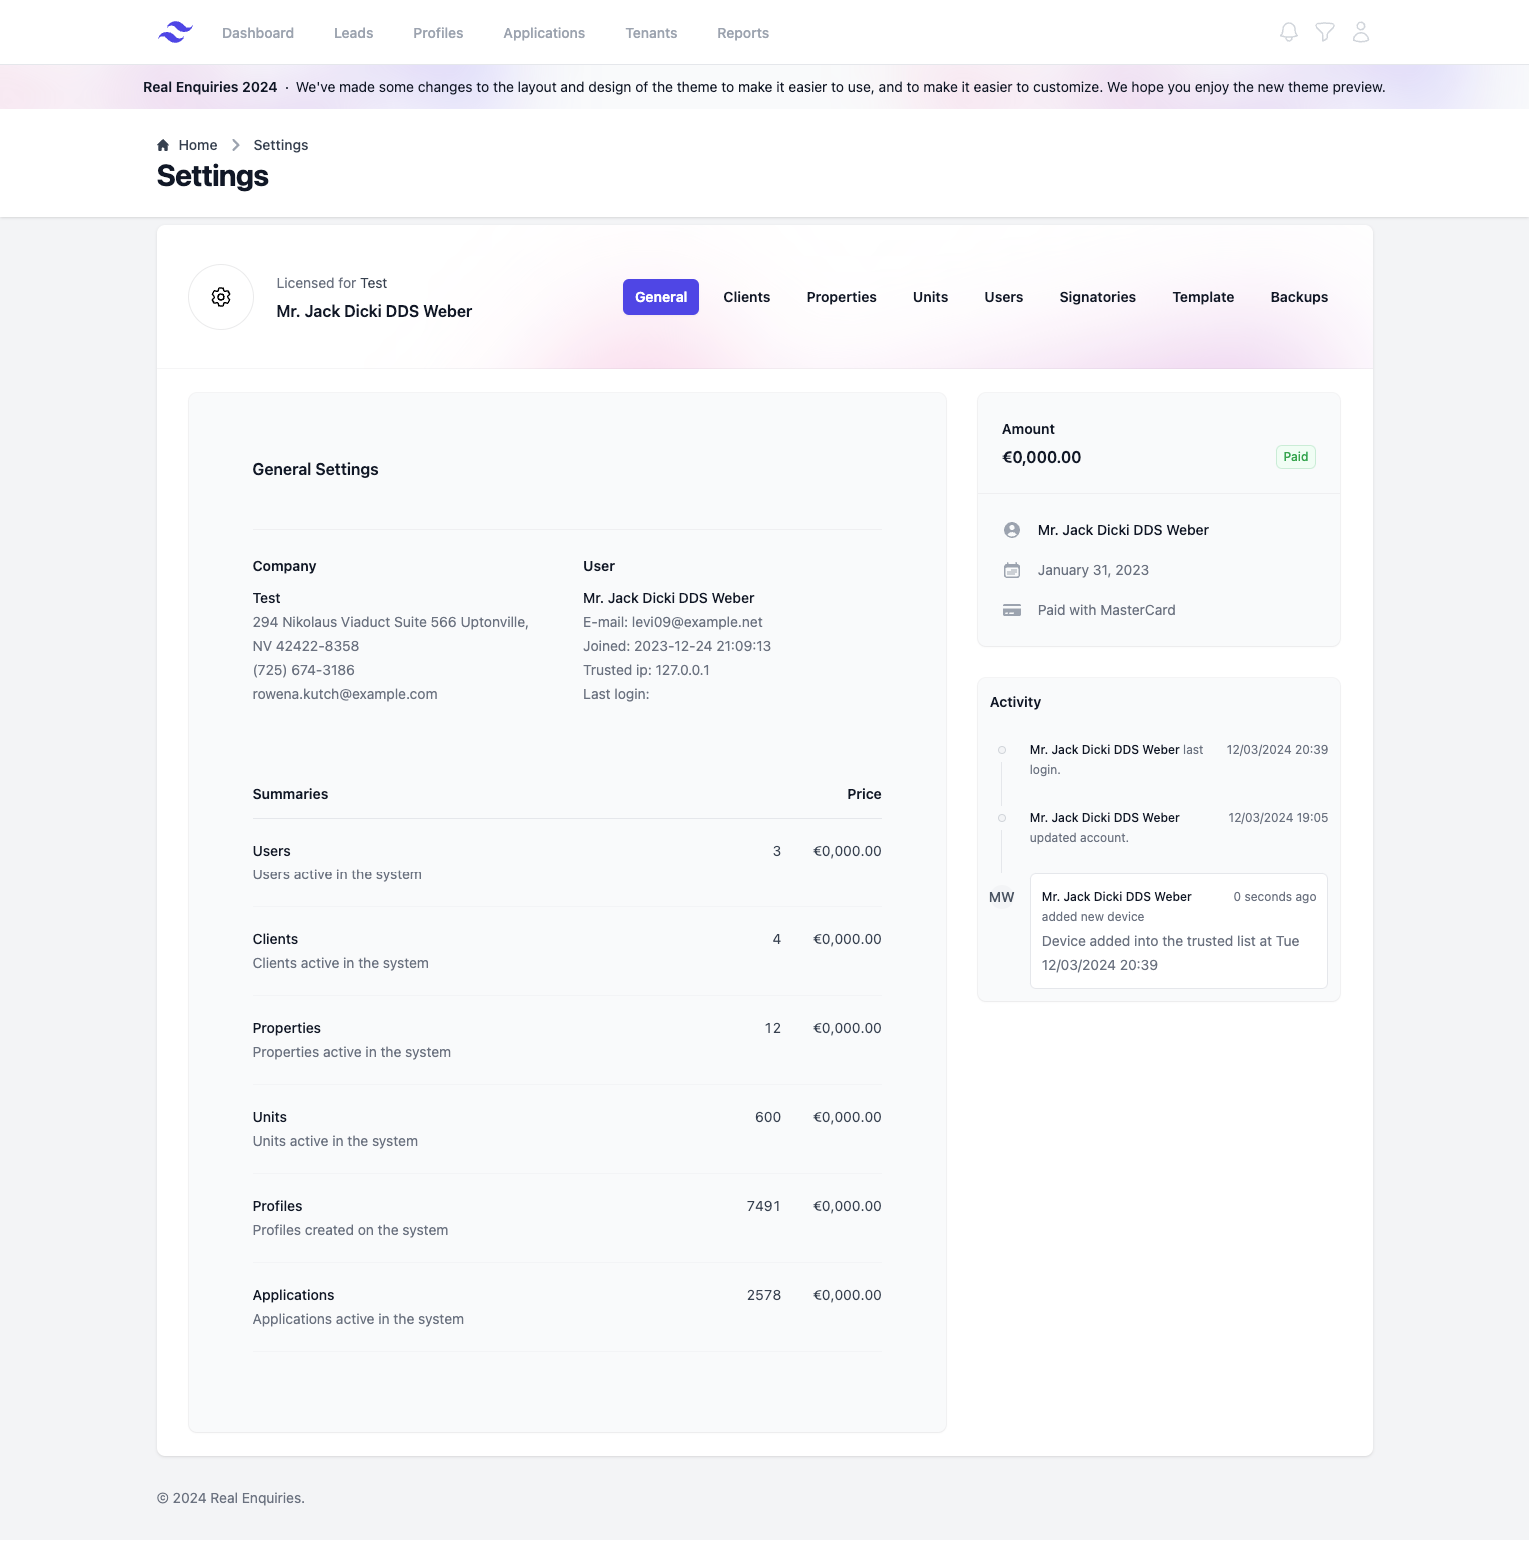 Dashboard Leads Profiles Applications Tenants Reports
Real Enquiries 2024 · We've made some changes to the layout and design of the theme to make it easier to use, and to make it easier to customize. We hope you enjoy the new theme preview.
Home Settings
Settings
Licensed for Test
Mr. Jack Dicki DDS Weber
General Clients Properties Units Users Signatories Template Backups
General Settings
Company
Test
294 Nikolaus Viaduct Suite 566 Uptonville,
NV 42422-8358
(725) 674-3186
rowena.kutch@example.com
User
Mr. Jack Dicki DDS Weber
E-mail: levi09@example.net
Joined: 2023-12-24 21:09:13
Trusted ip: 127.0.0.1
Last login:
Summaries Price
Users 3 €0,000.00
Users active in the system
Clients 4 €0,000.00
Clients active in the system
Properties 12 €0,000.00
Properties active in the system
Units 600 €0,000.00
Units active in the system
Profiles 7491 €0,000.00
Profiles created on the system
Applications 2578 €0,000.00
Applications active in the system
Amount
€0,000.00 Paid
Mr. Jack Dicki DDS Weber
January 31, 2023
Paid with MasterCard
Activity
Mr. Jack Dicki DDS Weber last 12/03/2024 20:39
login.
Mr. Jack Dicki DDS Weber 12/03/2024 19:05
updated account.
MW Mr. Jack Dicki DDS Weber 0 seconds ago
added new device
Device added into the trusted list at Tue
12/03/2024 20:39
© 2024 Real Enquiries.